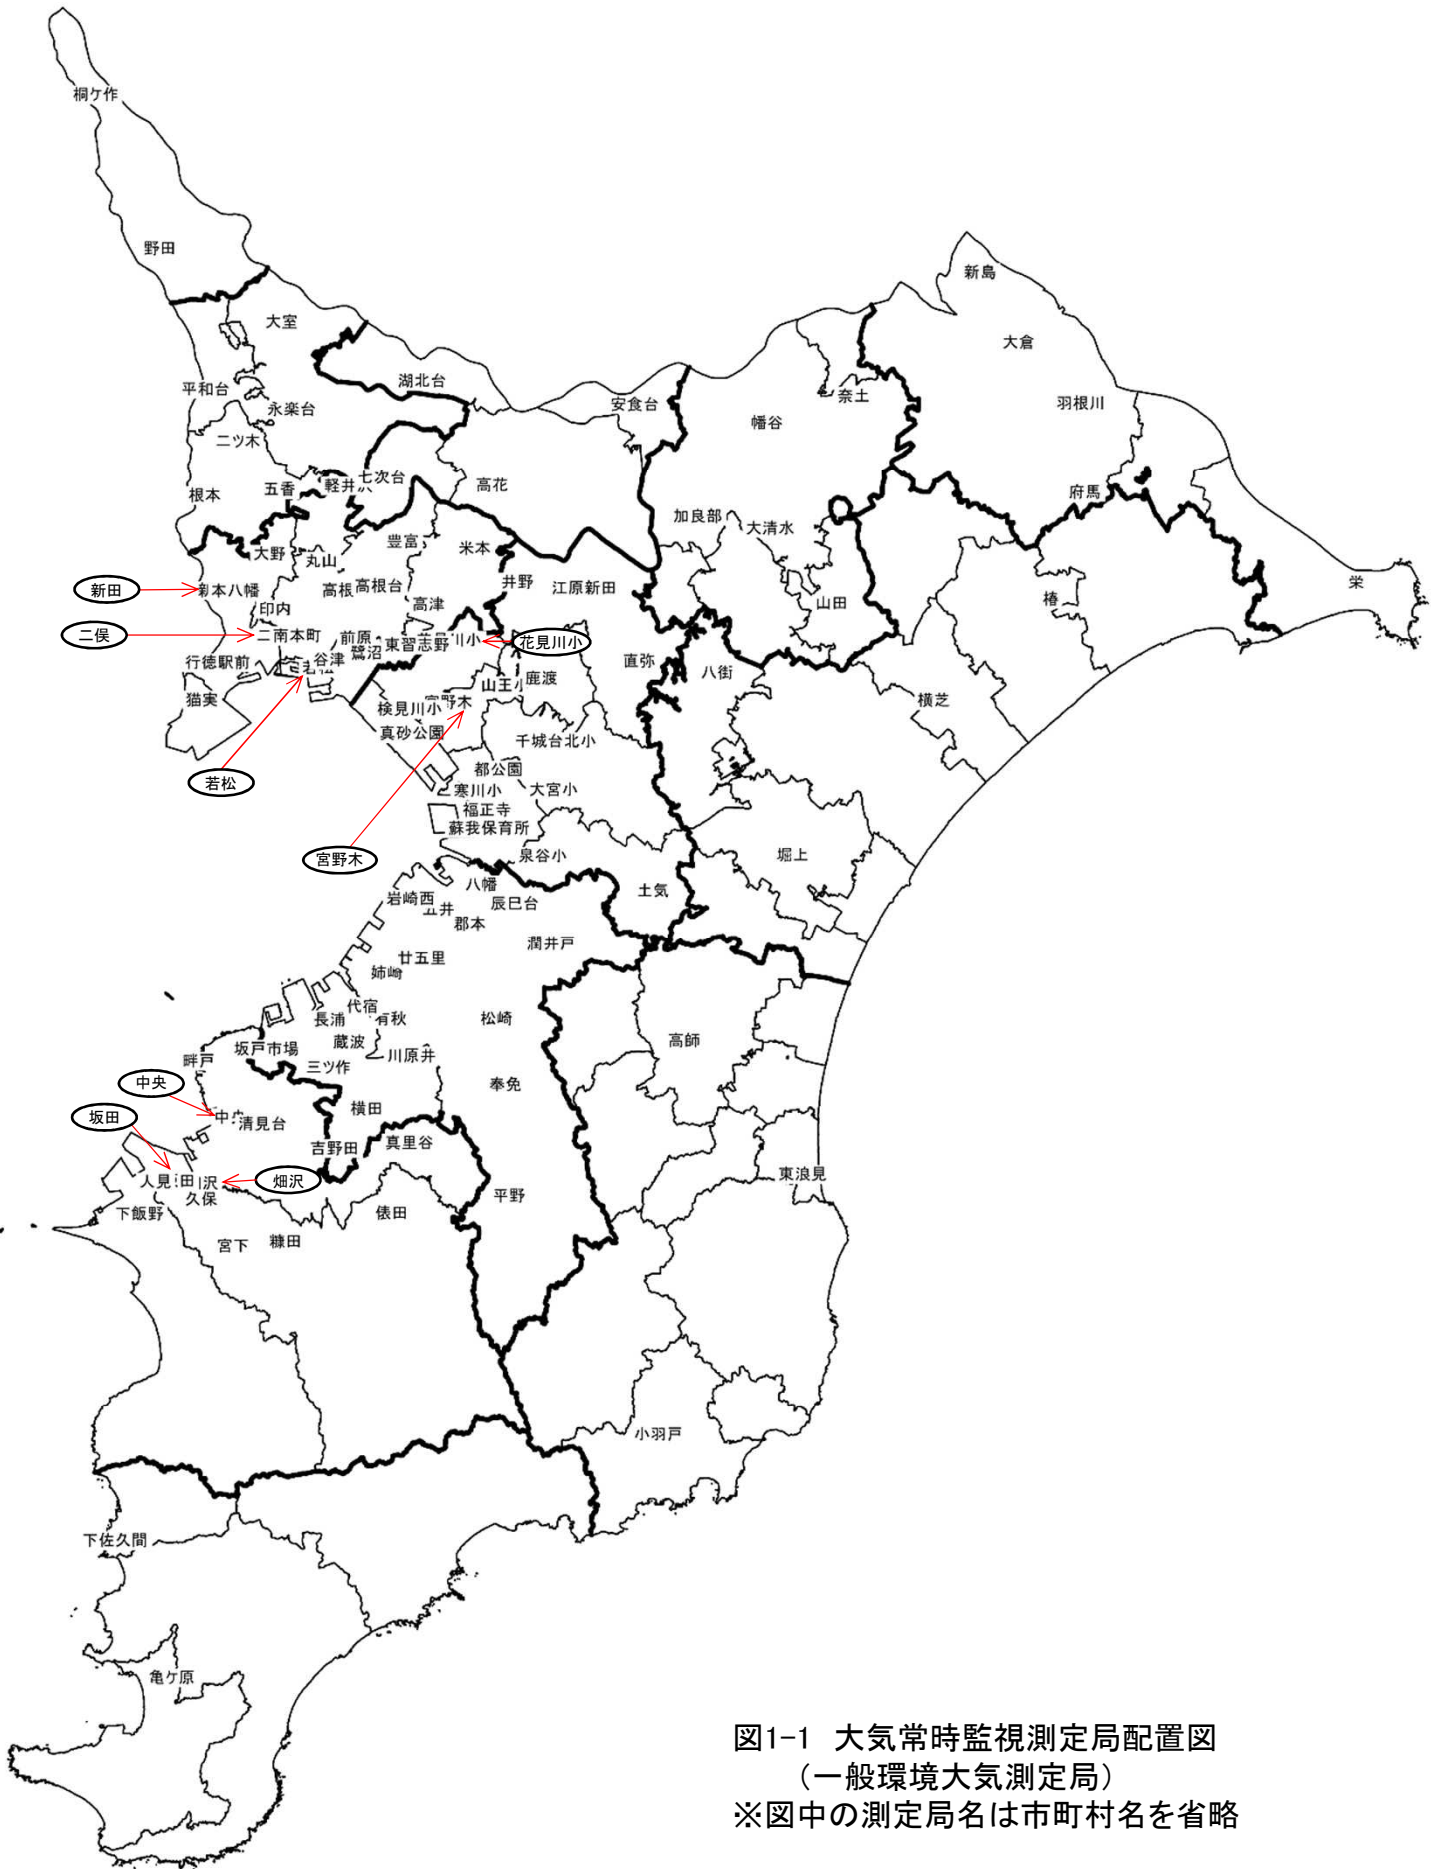 桐ケ作
野田
新島
大室
大倉
湖北台
平和台
奈土
羽根川
安食台
永楽台
幡谷
二ツ木
七次台
高花
五香
軽井
根本
府馬
加良部
大清水
豊富
米本
大野
丸山
井野
江原新田
栄
新田
本八幡
高根
高根台
椿
高津
山田
印内
二俣
二南本町
前原
東習志野
川小
花見川小
鷺沼
谷津
行徳駅前
直弥
八街
鹿渡
山王小
猫実
横芝
検見川小
野木
真砂公園
千城台北小
都公園
若松
寒川小
大宮小
福正寺
蘇我保育所
宮野木
泉谷小
堀上
八幡
土気
岩崎西
五井
辰巳台
郡本
潤井戸
廿五里
姉崎
代宿
長浦
有秋
松崎
蔵波
高師
坂戸市場
川原井
畔戸
三ツ作
奉免
中央
横田
坂田
中央
清見台
真里谷
吉野田
東浪見
人見
田
沢
畑沢
久保
平野
下飯野
俵田
宮下
糠田
小羽戸
下佐久間
亀ケ原
図1-1 大気常時監視測定局配置図
（一般環境大気測定局）
※図中の測定局名は市町村名を省略